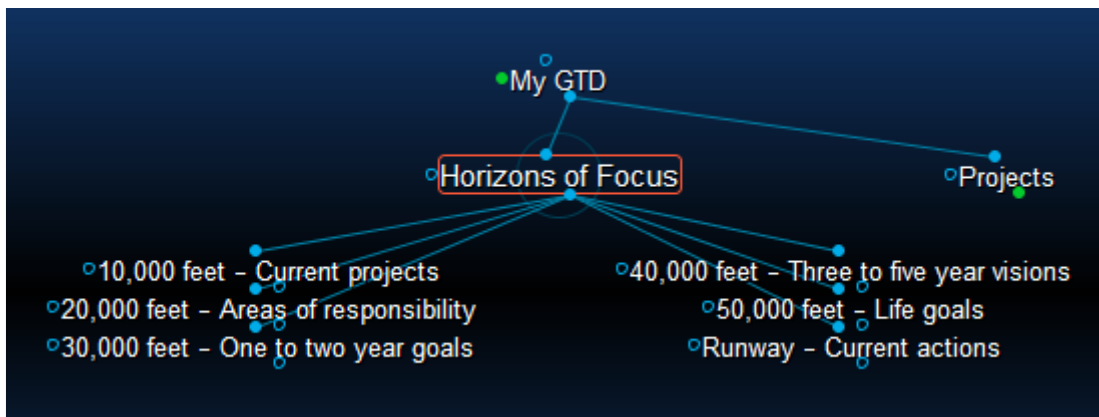 My GTD
Horizons of Focus
Projects
10,000 feet – Current projects
20,000 feet – Areas of responsibility
30,000 feet – One to two year goals
40,000 feet – Three to five year visions
50,000 feet – Life goals
Runway – Current actions